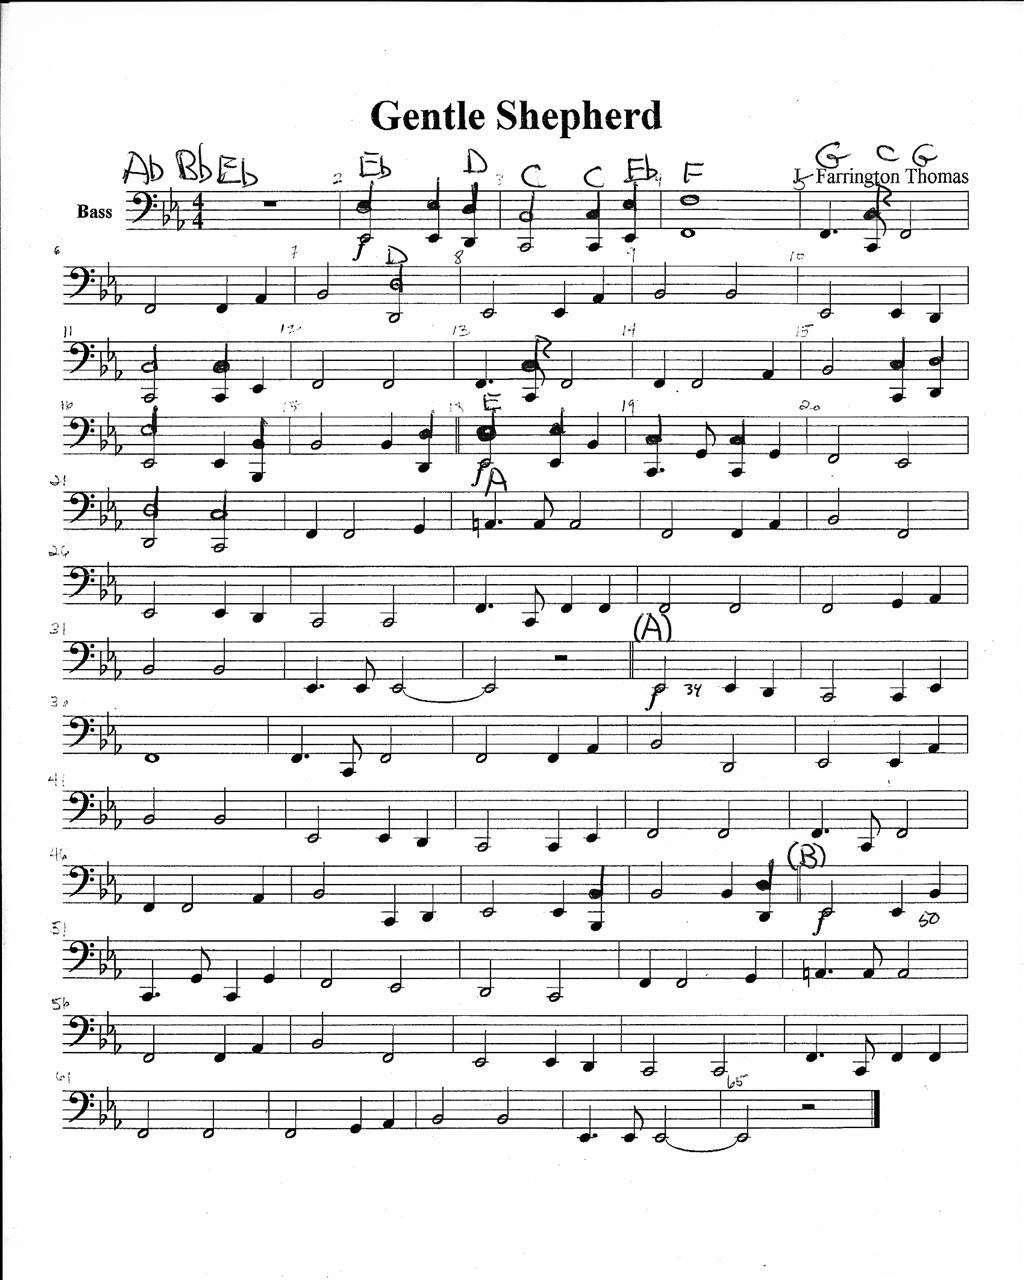 Gentle Shepherd
Ab Bb Eb Eb D C C Eb F G C G
J. Farrington Thomas
Bass
2 3 4 5
4
4
f
6 7 D 8 9 10
11 12 13 14 15
16 18 E 19 20
f
21 A
26
31 (A)
f 34
41
46 (B)
f 50
51
56
61 65